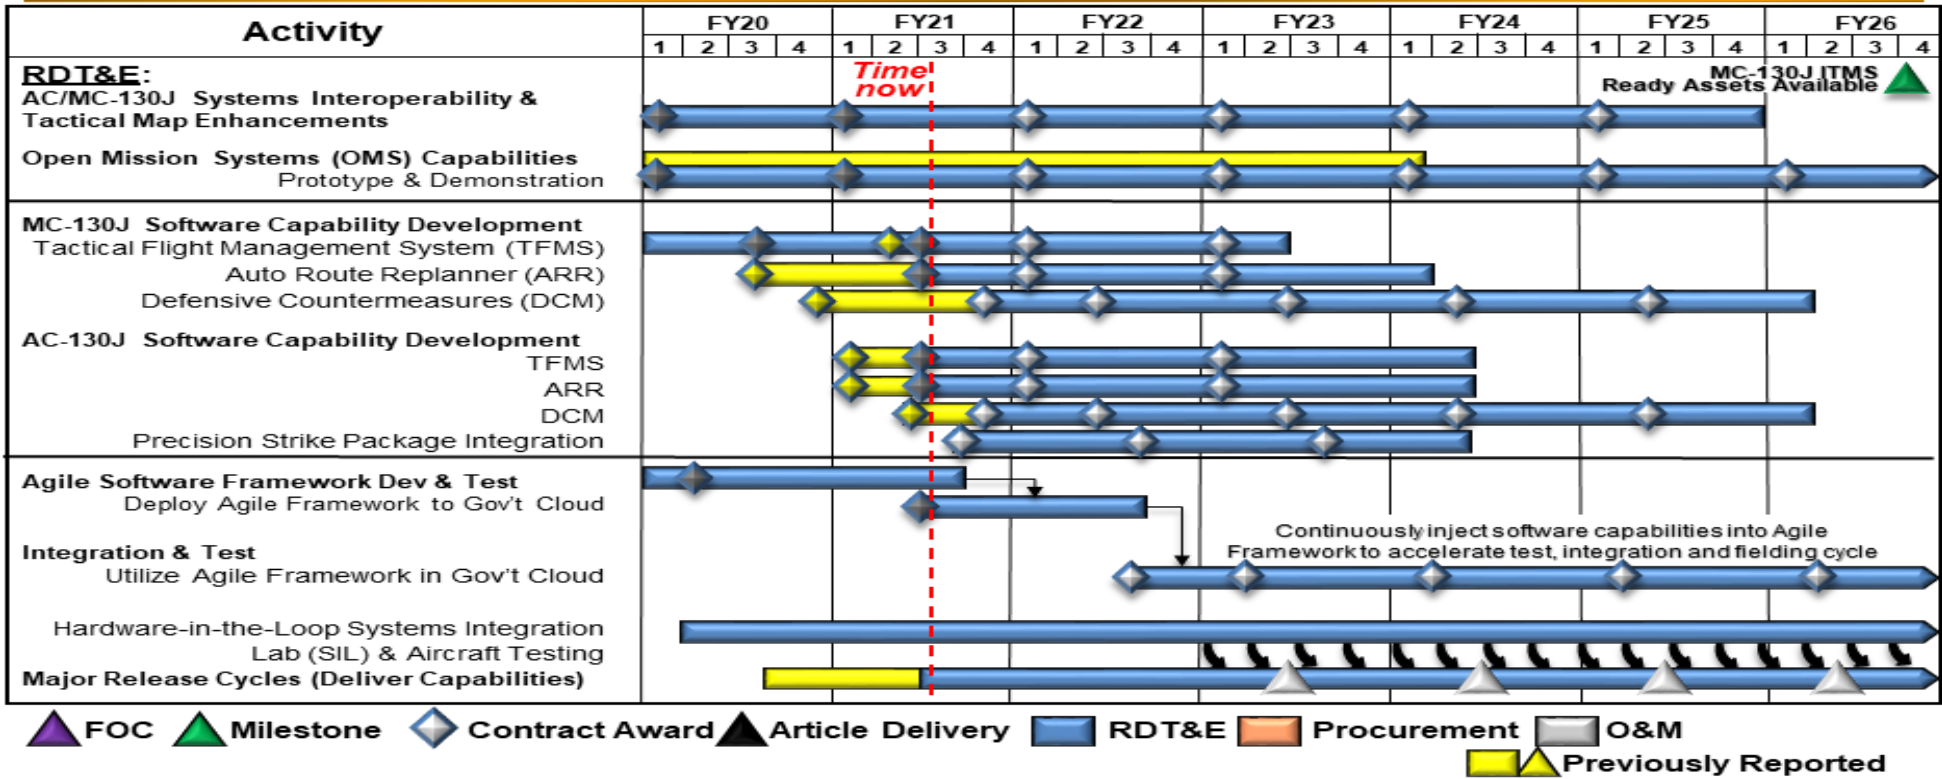 Activity
FY20 FY21 FY22 FY23 FY24 FY25 FY26
1 2 3 4 1 2 3 4 1 2 3 4 1 2 3 4 1 2 3 4 1 2 3 4 1 2 3 4
RDT&E:
Time
now
MC-130J ITMS
Ready Assets Available
AC/MC-130J Systems Interoperability &
Tactical Map Enhancements
Open Mission Systems (OMS) Capabilities
Prototype & Demonstration
MC-130J Software Capability Development
Tactical Flight Management System (TFMS)
Auto Route Replanner (ARR)
Defensive Countermeasures (DCM)
AC-130J Software Capability Development
TFMS
ARR
DCM
Precision Strike Package Integration
Agile Software Framework Dev & Test
Deploy Agile Framework to Gov't Cloud
Continuously inject software capabilities into Agile
Framework to accelerate test, integration and fielding cycle
Integration & Test
Utilize Agile Framework in Gov't Cloud
Hardware-in-the-Loop Systems Integration
Lab (SIL) & Aircraft Testing
Major Release Cycles (Deliver Capabilities)
FOC Milestone Contract Award Article Delivery RDT&E Procurement O&M
Previously Reported